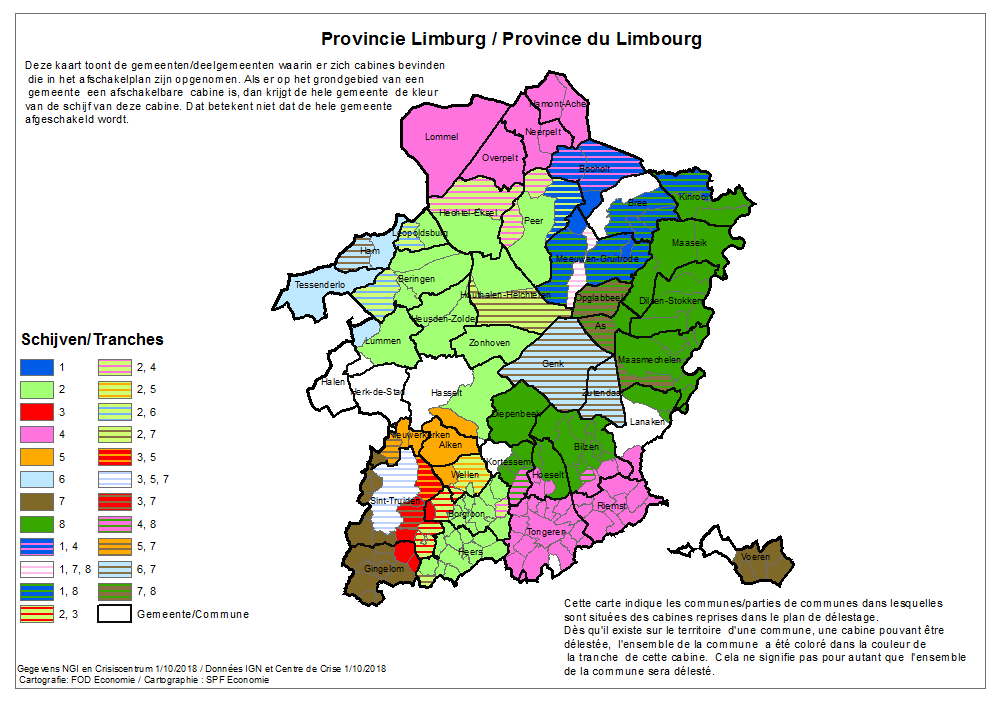 Provincie Limburg / Province du Limbourg
Deze kaart toont de gemeenten/deelgemeenten waarin er zich cabines bevinden
die in het afschakelplan zijn opgenomen. Als er op het grondgebied van een
gemeente een afschakelbare cabine is, dan krijgt de hele gemeente de kleur
van de schijf van deze cabine. Dat betekent niet dat de hele gemeente
afgeschakeld wordt.
Hamont-Achel
Neerpelt
Lommel
Overpelt
Bocholt
Kinrooi
Bree
Hechtel-Eksel
Peer
Leopoldsburg
Maaseik
Ham
Meeuwen-Gruitrode
Beringen
Tessenderlo
Houthalen-Helchteren
Opglabbeek
Dilsen-Stokkem
Heusden-Zolder
As
Lummen
Zonhoven
Maasmechelen
Genk
Halen
Herk-de-Stad
Hasselt
Zutendaal
Diepenbeek
Lanaken
Nieuwerkerken
Alken
Bilzen
Kortessem
Wellen
Hoeselt
Sint-Truiden
Borgloon
Riemst
Tongeren
Heers
Voeren
Gingelom
Schijven/Tranches
1
2
3
4
5
6
7
8
1, 4
1, 7, 8
1, 8
2, 3
2, 4
2, 5
2, 6
2, 7
3, 5
3, 5, 7
3, 7
4, 8
5, 7
6, 7
7, 8
Gemeente/Commune
Cette carte indique les communes/parties de communes dans lesquelles
sont situées des cabines reprises dans le plan de délestage.
Dès qu'il existe sur le territoire d'une commune, une cabine pouvant être
délestée, l'ensemble de la commune a été coloré dans la couleur de
la tranche de cette cabine. Cela ne signifie pas pour autant que l'ensemble
de la commune sera délesté.
Gegevens NGI en Crisiscentrum 1/10/2018 / Données IGN et Centre de Crise 1/10/2018
Cartografie: FOD Economie / Cartographie : SPF Economie